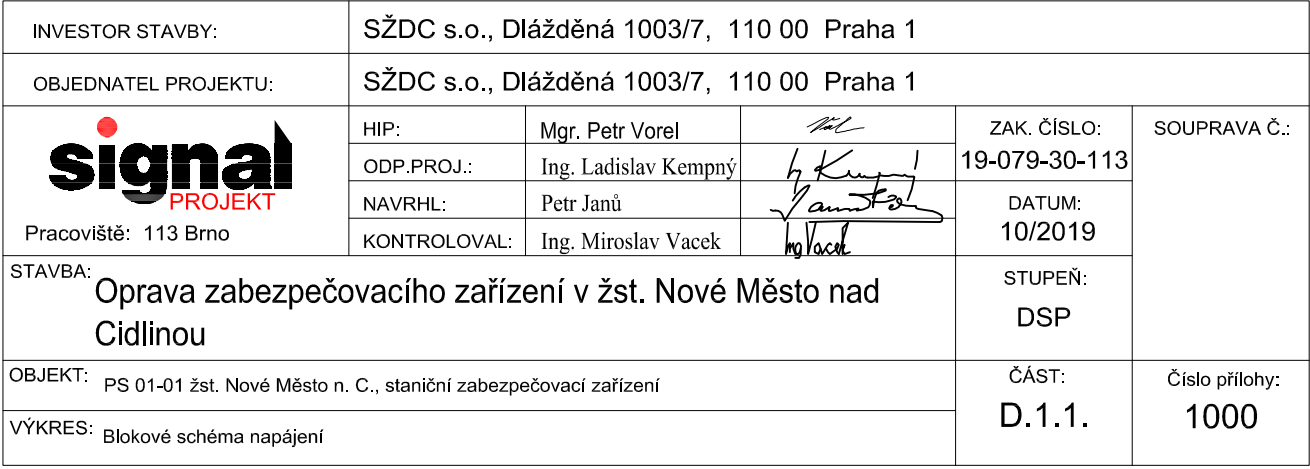 INVESTOR STAVBY: SŽDC s.o., Dlážděná 1003/7, 110 00 Praha 1
OBJEDNATEL PROJEKTU: SŽDC s.o., Dlážděná 1003/7, 110 00 Praha 1
signal
PROJEKT
Pracoviště: 113 Brno
HIP: Mgr. Petr Vorel
ODP.PROJ.: Ing. Ladislav Kempný
NAVRHL: Petr Janů
KONTROLOVAL: Ing. Miroslav Vacek
Ing Vacek
ZAK. ČÍSLO:
19-079-30-113
DATUM:
10/2019
SOUPRAVA Č.:
STAVBA:
Oprava zabezpečovacího zařízení v žst. Nové Město nad
Cidlinou
STUPEŇ:
DSP
OBJEKT: PS 01-01 žst. Nové Město n. C., staniční zabezpečovací zařízení
VÝKRES: Blokové schéma napájení
ČÁST:
D.1.1.
Číslo přílohy:
1000